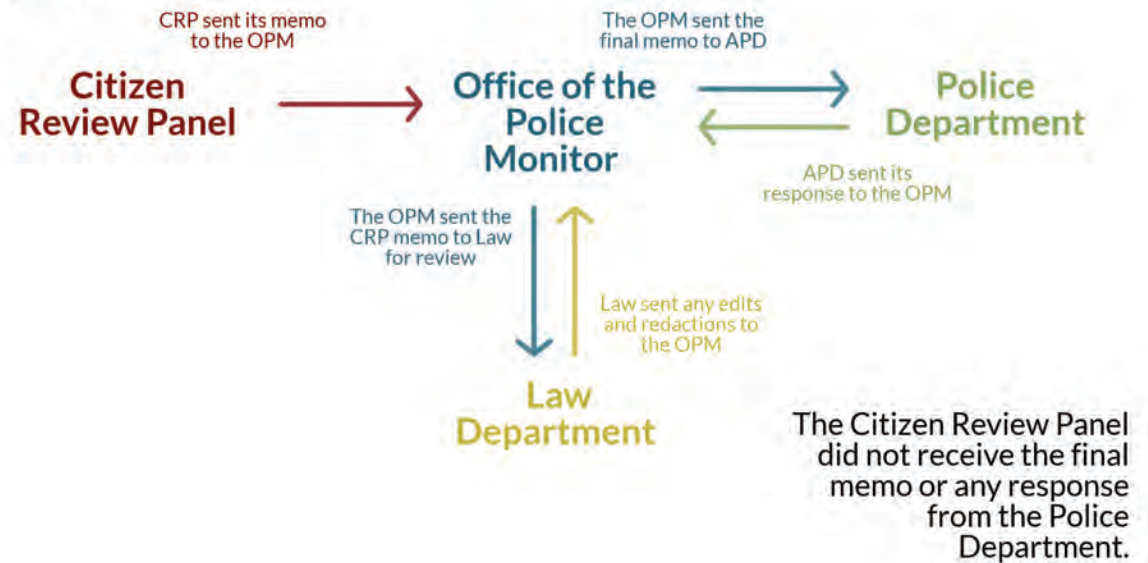 CRP sent its memo
to the OPM
The OPM sent the
final memo to APD
Citizen
Review Panel
Office of the
Police
Monitor
Police
Department
APD sent its
response to the OPM
The OPM sent the
CRP memo to Law
for review
Law sent any edits
and redactions to
the OPM
Law
Department
The Citizen Review Panel
did not receive the final
memo or any response
from the Police
Department.